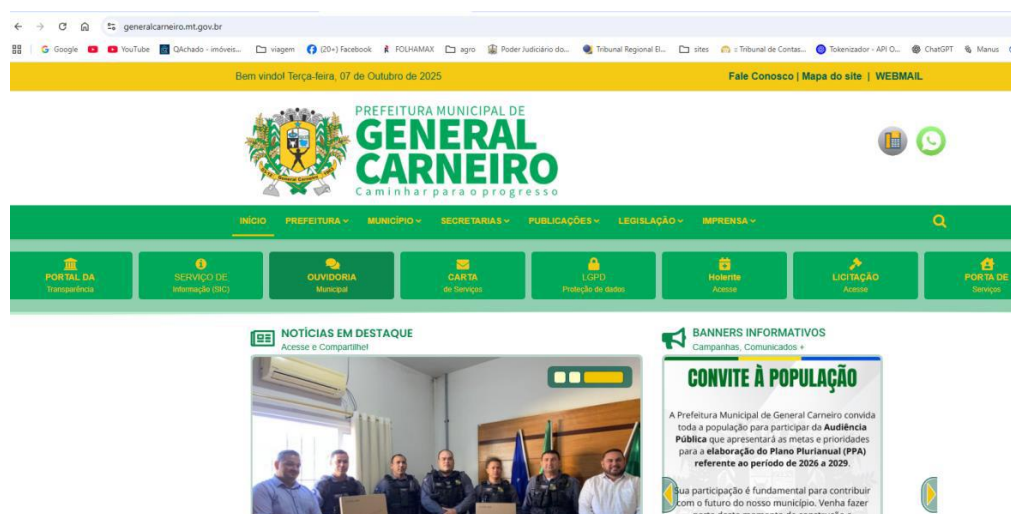 generalcarneiro.mt.gov.br
Google YouTube QAchado - imóveis... viagem (20+) Facebook FOLHAMAX agro Poder Judiciário do... Tribunal Regional El... sites :: Tribunal de Contas... Tokenizador - API O... ChatGPT Manus
Bem vindo! Terça-feira, 07 de Outubro de 2025
Fale Conosco | Mapa do site | WEBMAIL
PREFEITURA MUNICIPAL DE
GENERAL
CARNEIRO
Caminhar para o progresso
INÍCIO PREFEITURA MUNICÍPIO SECRETARIAS PUBLICAÇÕES LEGISLAÇÃO IMPRENSA
PORTAL DA
Transparência
SERVIÇO DE
Informação (SIC)
OUVIDORIA
Municipal
CARTA
de Serviços
LGPD
Proteção de dados
Holerite
Acesse
LICITAÇÃO
Acesse
PORTA DE
Serviços
NOTÍCIAS EM DESTAQUE
Acesse e Compartilhe!
BANNERS INFORMATIVOS
Campanhas, Comunicados +
CONVITE À POPULAÇÃO
A Prefeitura Municipal de General Carneiro convida
toda a população para participar da Audiência
Pública que apresentará as metas e prioridades
para a elaboração do Plano Plurianual (PPA)
referente ao período de 2026 a 2029.
Sua participação é fundamental para contribuir
com o futuro do nosso município. Venha fazer